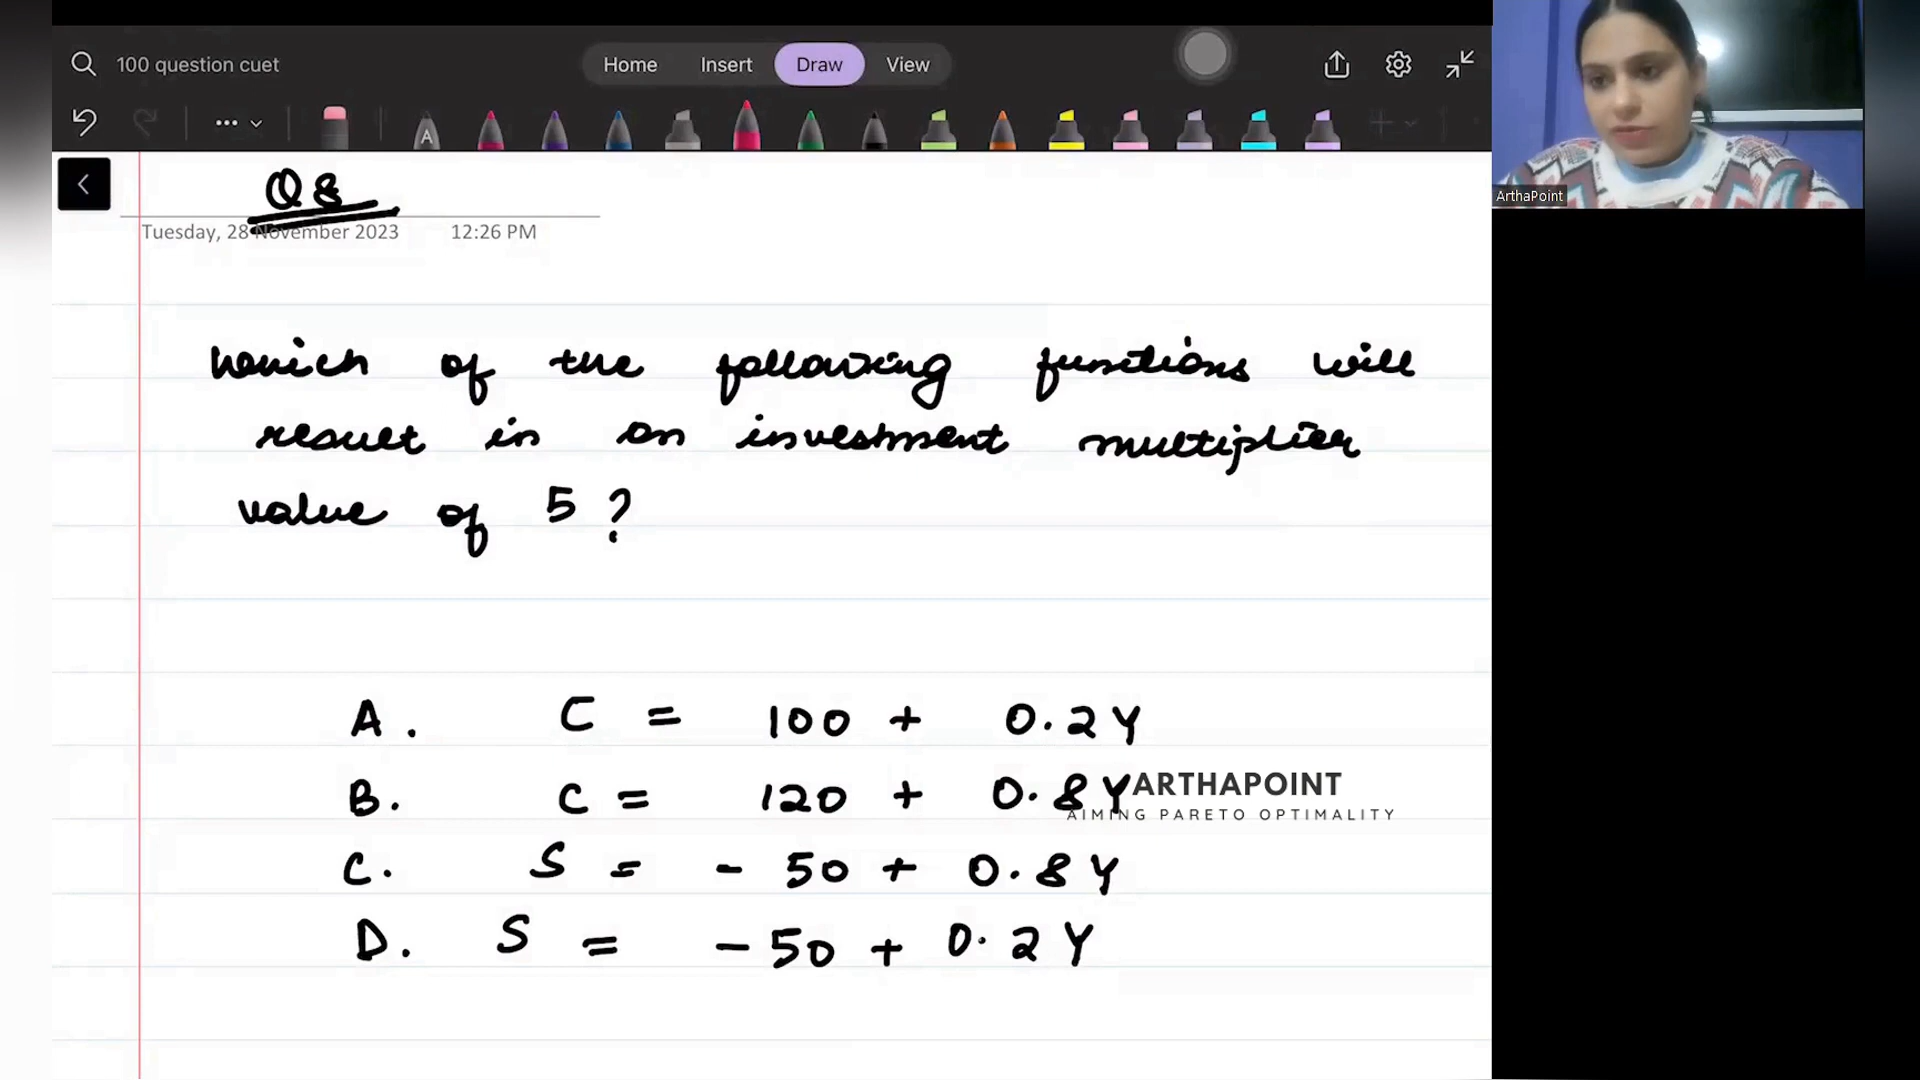 100 question cuet
Home Insert Draw View
A
Q8
Tuesday, 28 November 2023 12:26 PM
Which of the following functions will
result in an investment multiplier
value of 5 ?
A. C = 100 + 0.2Y
B. C = 120 + 0.8Y
C. S = - 50 + 0.8Y
D. S = - 50 + 0.2Y
ARTHAPOINT
AIMING PARETO OPTIMALITY
ArthaPoint